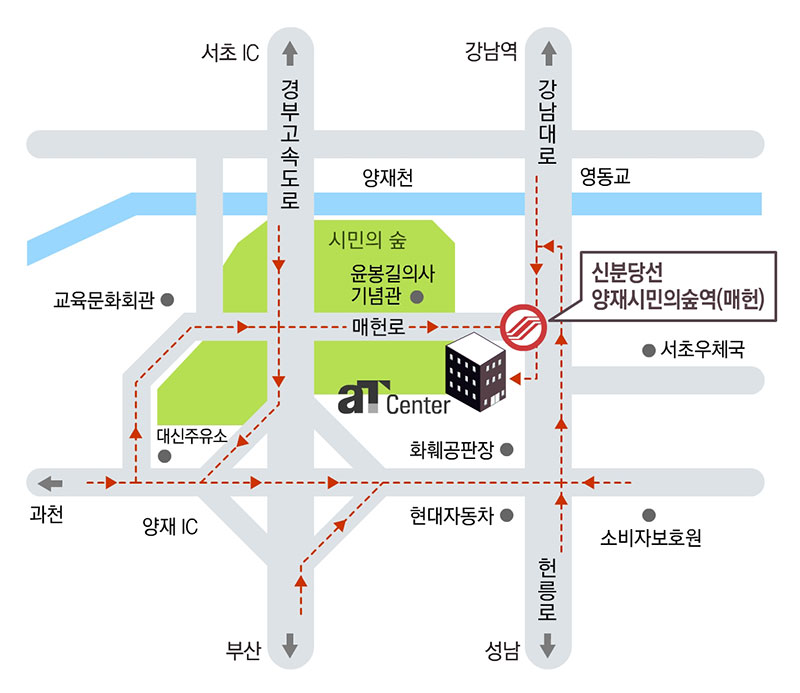 서초 IC
강남역
경부고속도로
강남대로
양재천
영동교
시민의 숲
윤봉길의사
기념관
신분당선
양재시민의숲역(매헌)
교육문화회관
매헌로
서초우체국
aT Center
대신주유소
화훼공판장
과천
양재 IC
현대자동차
소비자보호원
헌릉로
부산
성남